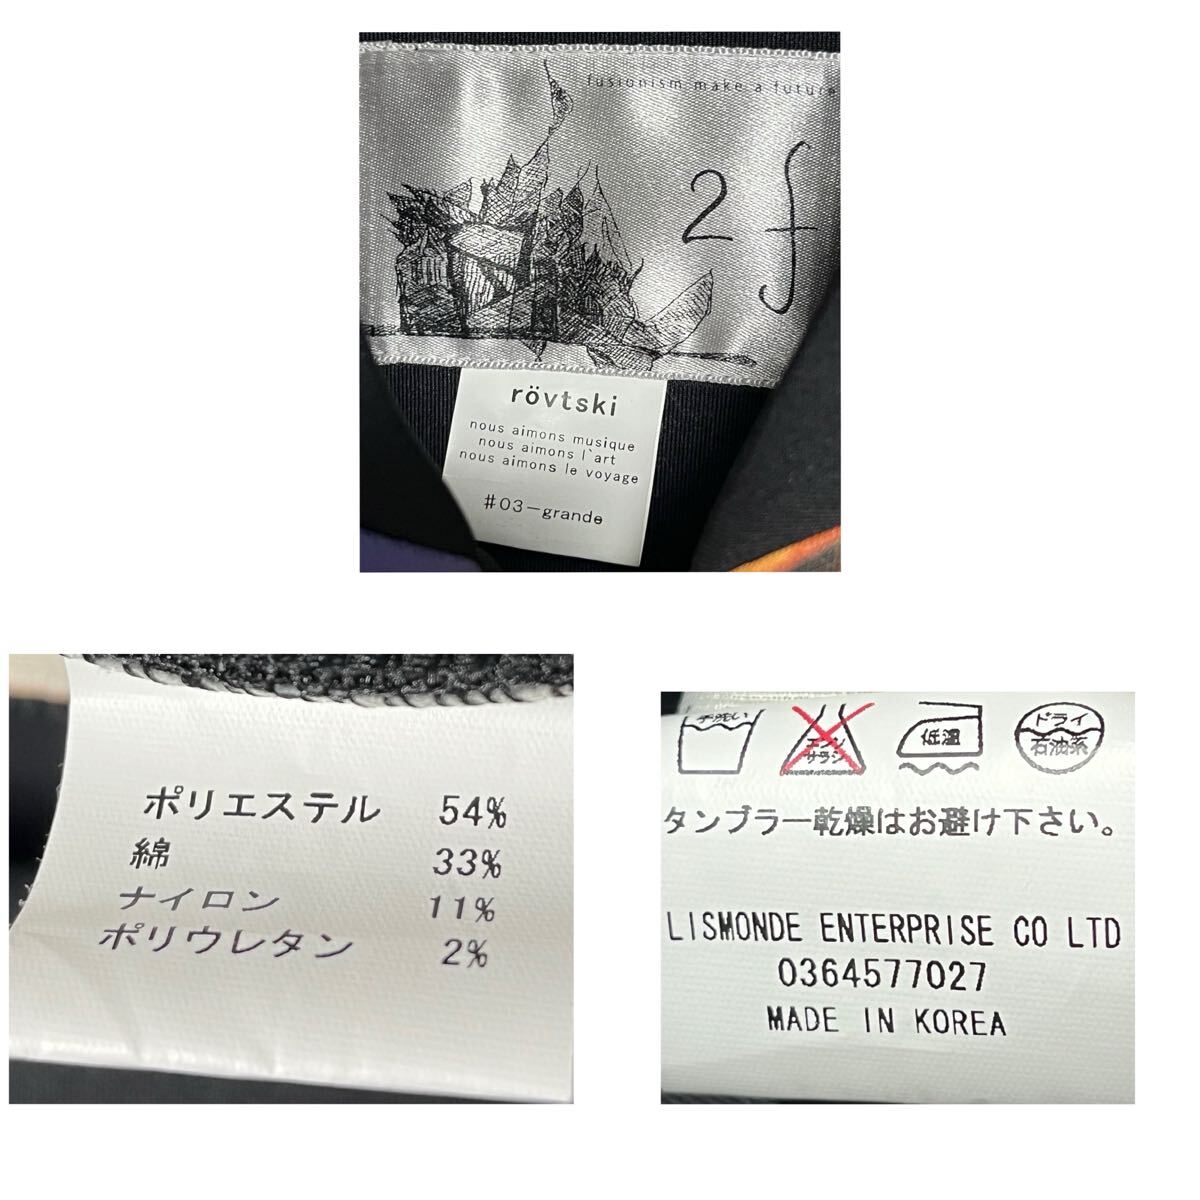 fusionism make a future
2f
rövtski
nous aimons musique
nous aimons l`art
nous aimons le voyage
#03-grande
ポリエステル 54%
綿 33%
ナイロン 11%
ポリウレタン 2%
手洗い
エンソ
サラシ
低温
ドライ
石油系
タンブラー乾燥はお避け下さい。
LISMONDE ENTERPRISE CO LTD
0364577027
MADE IN KOREA